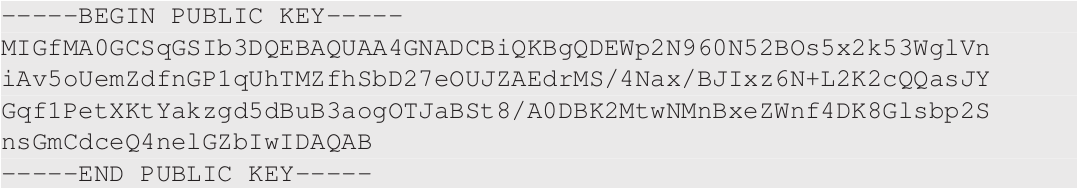 -----BEGIN PUBLIC KEY-----
MIGfMA0GCSqGSIb3DQEBAQUAA4GNADCBiQKBgQDEWp2N960N52BOs5x2k53WglVn
iAv5oUemZdfnGP1qUhTMZfhSbD27eOUJZAEdrMS/4Nax/BJIxz6N+L2K2cQQasJY
Gqf1PetXKtYakzgd5dBuB3aogOTJaBSt8/A0DBK2MtwNMnBxeZWnf4DK8Glsbp2S
nsGmCdceQ4nelGZbIwIDAQAB
-----END PUBLIC KEY-----